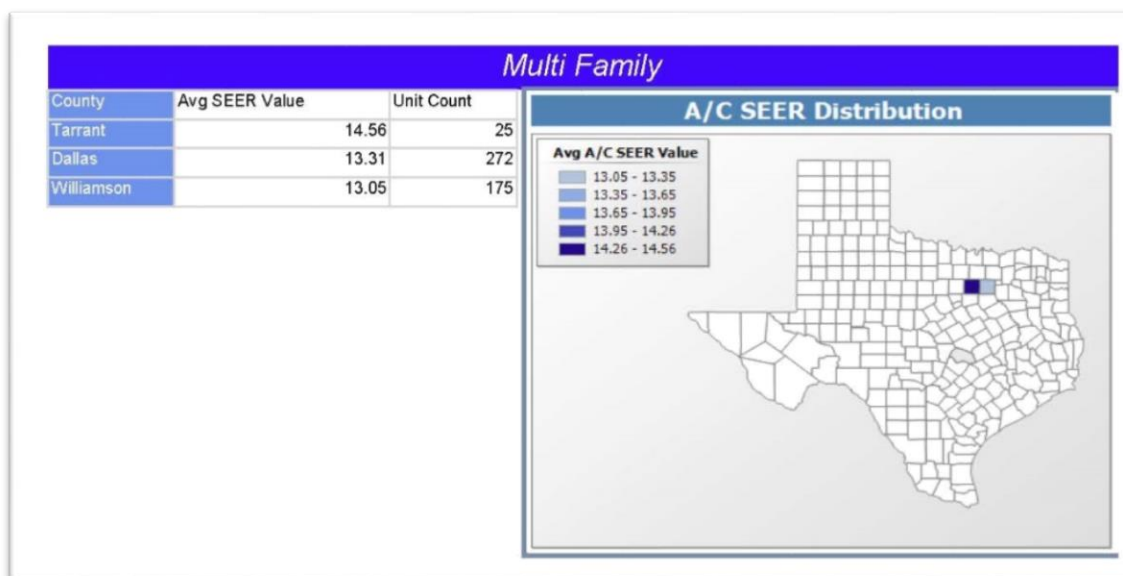 Multi Family
County Avg SEER Value Unit Count
Tarrant 14.56 25
Dallas 13.31 272
Williamson 13.05 175
A/C SEER Distribution
Avg A/C SEER Value
13.05 - 13.35
13.35 - 13.65
13.65 - 13.95
13.95 - 14.26
14.26 - 14.56